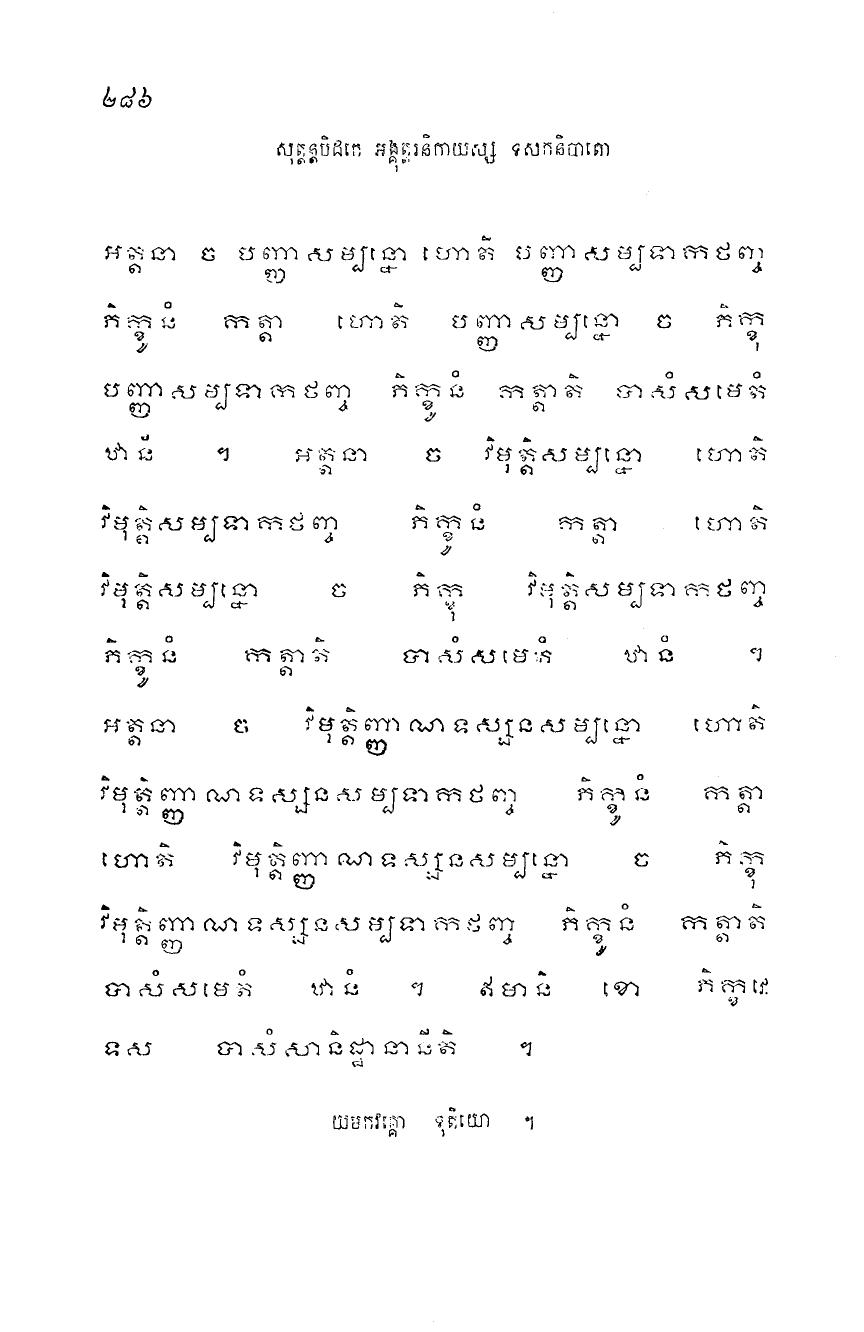 ២៨៦
សុត្តន្តបិដកេ អង្គុត្តរនិកាយស្ស ទសកនិបាតោ
អត្តនា ច បញ្ញាសម្បន្នោ ហោតិ បញ្ញាសម្បទាកថញ្ច
ភិក្ខូនំ កត្តា ហោតិ បញ្ញាសម្បន្នោ ច ភិក្ខុ
បញ្ញាសម្បទាកថញ្ច ភិក្ខូនំ កត្តាតិ បាសំសមេតំ
ឋានំ ។ អត្តនា ច វិមុត្តិសម្បន្នោ ហោតិ
វិមុត្តិសម្បទាកថញ្ច ភិក្ខូនំ កត្តា ហោតិ
វិមុត្តិសម្បន្នោ ច ភិក្ខុ វិមុត្តិសម្បទាកថញ្ច
ភិក្ខូនំ កត្តាតិ បាសំសមេតំ ឋានំ ។
អត្តនា ច វិមុត្តិញ្ញាណទស្សនសម្បន្នោ ហោតិ
វិមុត្តិញ្ញាណទស្សនសម្បទាកថញ្ច ភិក្ខូនំ កត្តា
ហោតិ វិមុត្តិញ្ញាណទស្សនសម្បន្នោ ច ភិក្ខុ
វិមុត្តិញ្ញាណទស្សនសម្បទាកថញ្ច ភិក្ខូនំ កត្តាតិ
បាសំសមេតំ ឋានំ ។ ឥមានិ ខោ ភិក្ខវេ
ទស បាសំសានិដ្ឋានានីតិ ។
យមកវគ្គោ ទុតិយោ ។